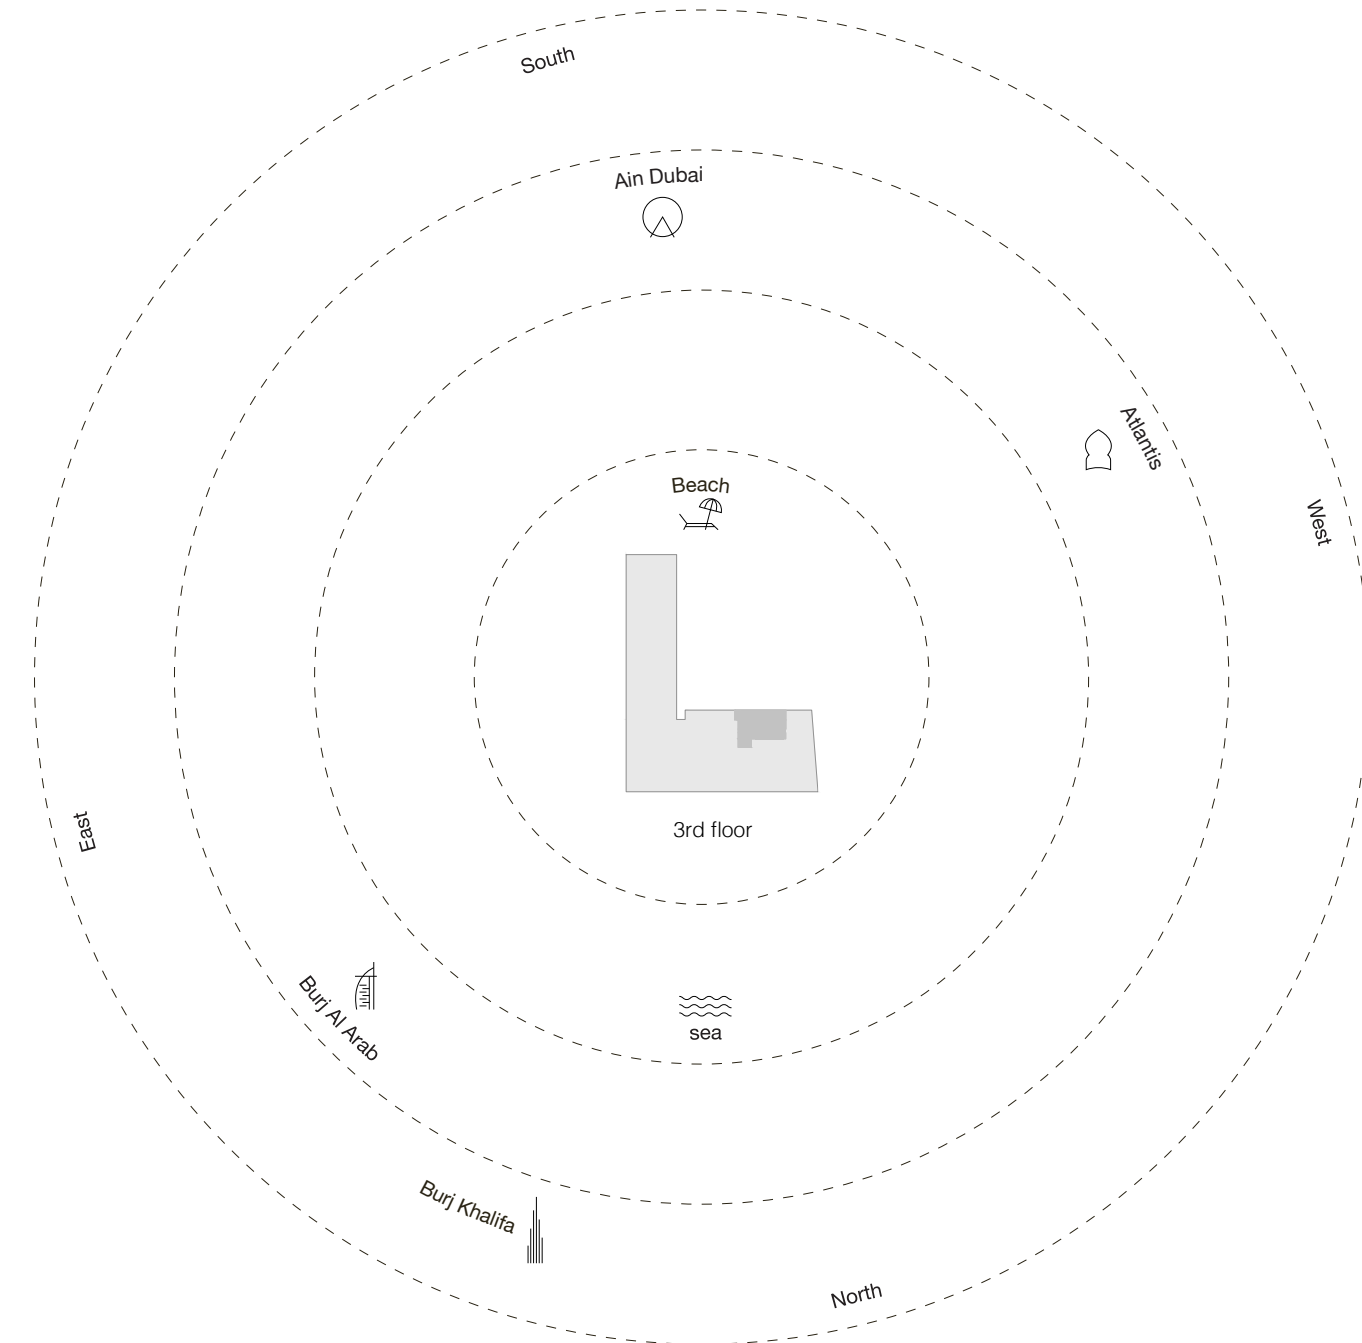 South
Ain Dubai
Atlantis
Beach
West
3rd floor
East
Burj Al Arab
sea
Burj Khalifa
North